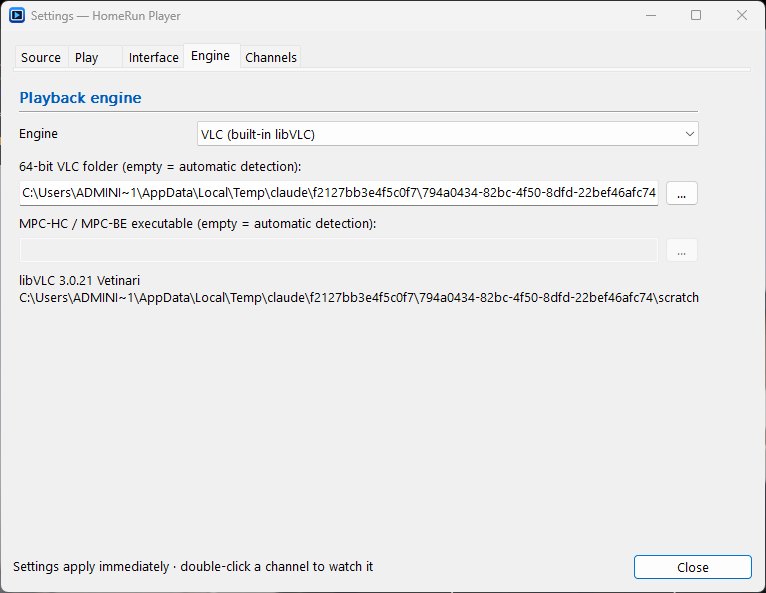 Settings — HomeRun Player
Source Play Interface Engine Channels
Playback engine
Engine VLC (built-in libVLC)
64-bit VLC folder (empty = automatic detection):
C:\Users\ADMINI~1\AppData\Local\Temp\claude\f2127bb3e4f5c0f7\794a0434-82bc-4f50-8dfd-22bef46afc74 ...
MPC-HC / MPC-BE executable (empty = automatic detection):
...
libVLC 3.0.21 Vetinari
C:\Users\ADMINI~1\AppData\Local\Temp\claude\f2127bb3e4f5c0f7\794a0434-82bc-4f50-8dfd-22bef46afc74\scratch
Settings apply immediately · double-click a channel to watch it Close